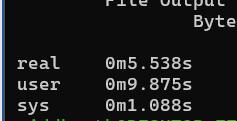 File Output
Byte
real 0m5.538s
user 0m9.875s
sys 0m1.088s